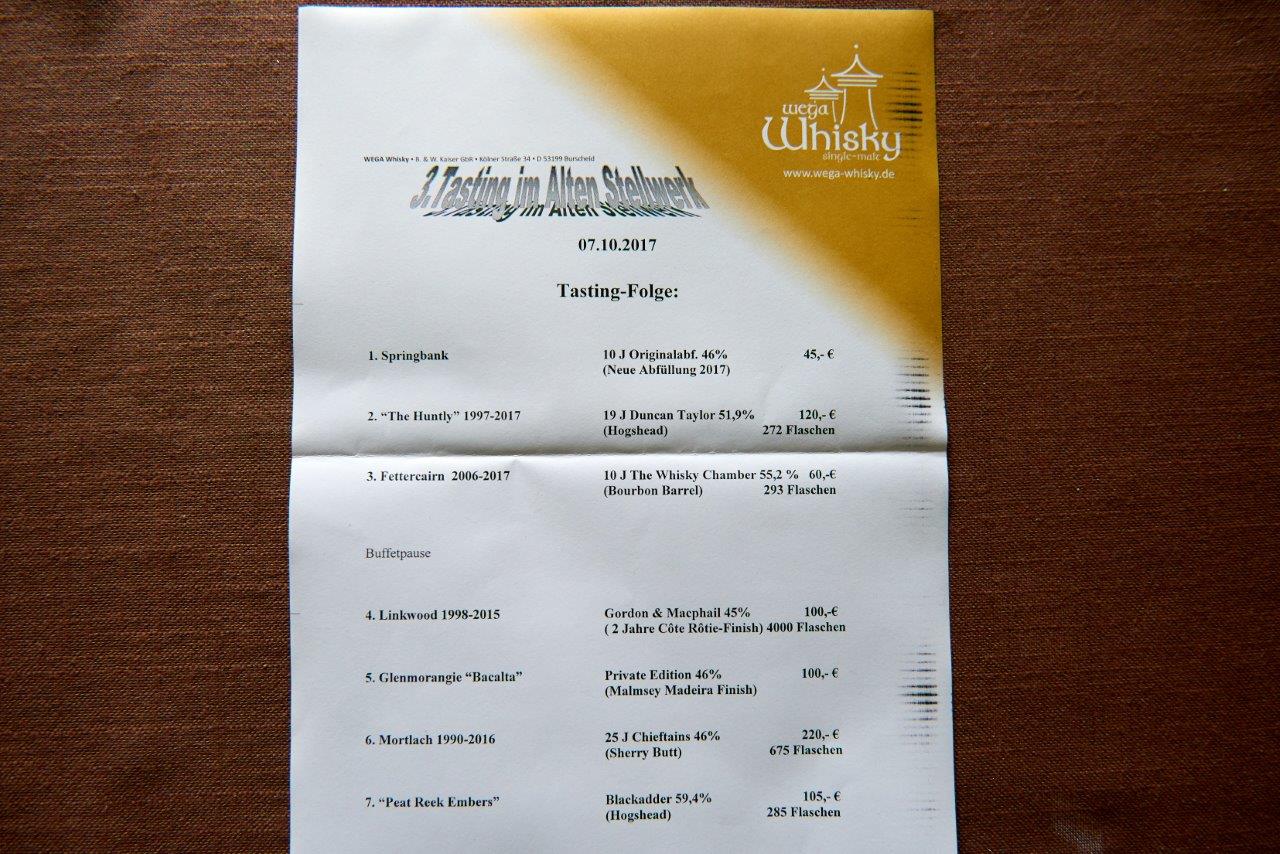 wega
Whisky
single-malt
www.wega-whisky.de
WEGA Whisky • B. & W. Kaiser GbR • Kölner Straße 34 • D 53199 Burscheid
3.Tasting im Alten Stellwerk
07.10.2017
Tasting-Folge:
1. Springbank 10 J Originalabf. 46% 45,- €
(Neue Abfüllung 2017)
2. “The Huntly” 1997-2017 19 J Duncan Taylor 51,9% 120,- €
(Hogshead) 272 Flaschen
3. Fettercairn 2006-2017 10 J The Whisky Chamber 55,2 % 60,-€
(Bourbon Barrel) 293 Flaschen
Buffetpause
4. Linkwood 1998-2015 Gordon & Macphail 45% 100,-€
( 2 Jahre Côte Rôtie-Finish) 4000 Flaschen
5. Glenmorangie “Bacalta” Private Edition 46% 100,- €
(Malmsey Madeira Finish)
6. Mortlach 1990-2016 25 J Chieftains 46% 220,- €
(Sherry Butt) 675 Flaschen
7. “Peat Reek Embers” Blackadder 59,4% 105,- €
(Hogshead) 285 Flaschen